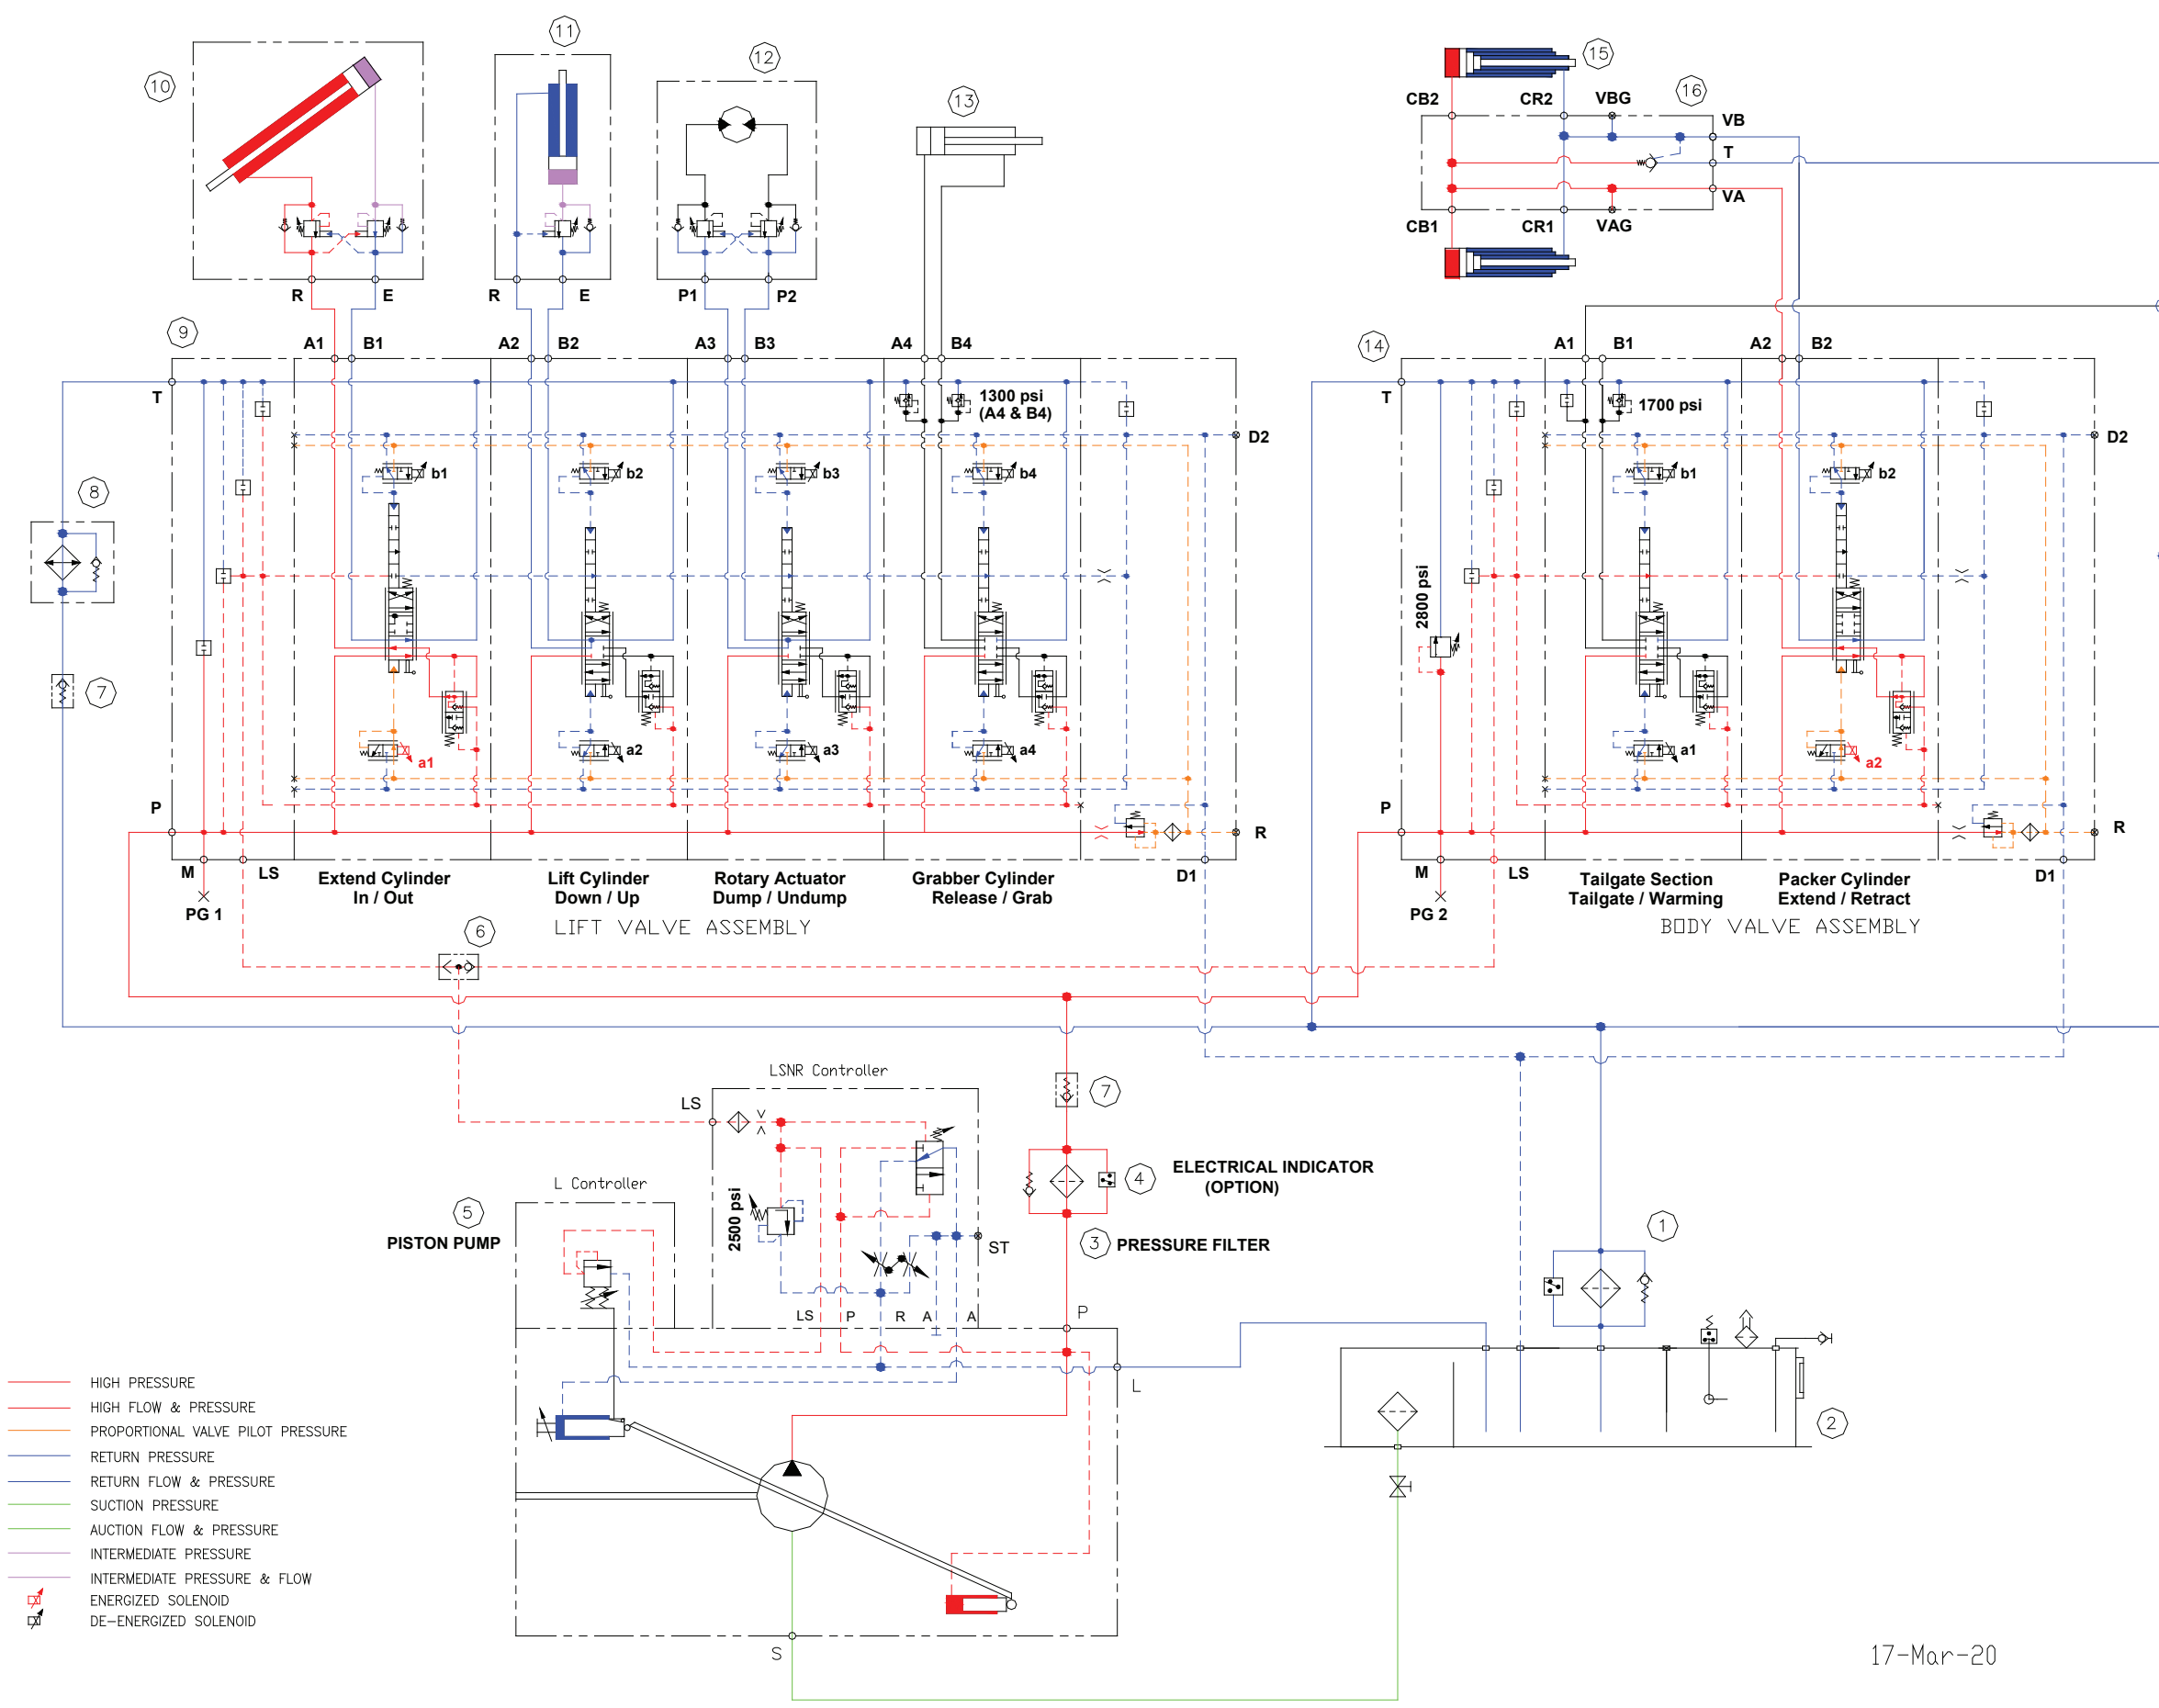 11
12
10
13
15
16
CB2
CR2
VBG
VB
T
VA
CB1
CR1
VAG
R
E
R
E
P1
P2
9
14
A1
B1
A2
B2
A3
B3
A4
B4
A1
B1
A2
B2
T
1300 psi
(A4 & B4)
D2
T
1700 psi
D2
b1
b2
b3
b4
b1
b2
8
7
2800 psi
a1
a2
a3
a4
a1
a2
P
R
P
R
M
LS
D1
M
LS
D1
PG 1
PG 2
Extend Cylinder
In / Out
Lift Cylinder
Down / Up
Rotary Actuator
Dump / Undump
Grabber Cylinder
Release / Grab
Tailgate Section
Tailgate / Warming
Packer Cylinder
Extend / Retract
LIFT VALVE ASSEMBLY
BODY VALVE ASSEMBLY
6
LSNR Controller
LS
7
L Controller
5
PISTON PUMP
2500 psi
4
ELECTRICAL INDICATOR
(OPTION)
3
PRESSURE FILTER
ST
1
LS
P
R
A
A
P
L
2
S
HIGH PRESSURE
HIGH FLOW & PRESSURE
PROPORTIONAL VALVE PILOT PRESSURE
RETURN PRESSURE
RETURN FLOW & PRESSURE
SUCTION PRESSURE
AUCTION FLOW & PRESSURE
INTERMEDIATE PRESSURE
INTERMEDIATE PRESSURE & FLOW
ENERGIZED SOLENOID
DE-ENERGIZED SOLENOID
17-Mar-20